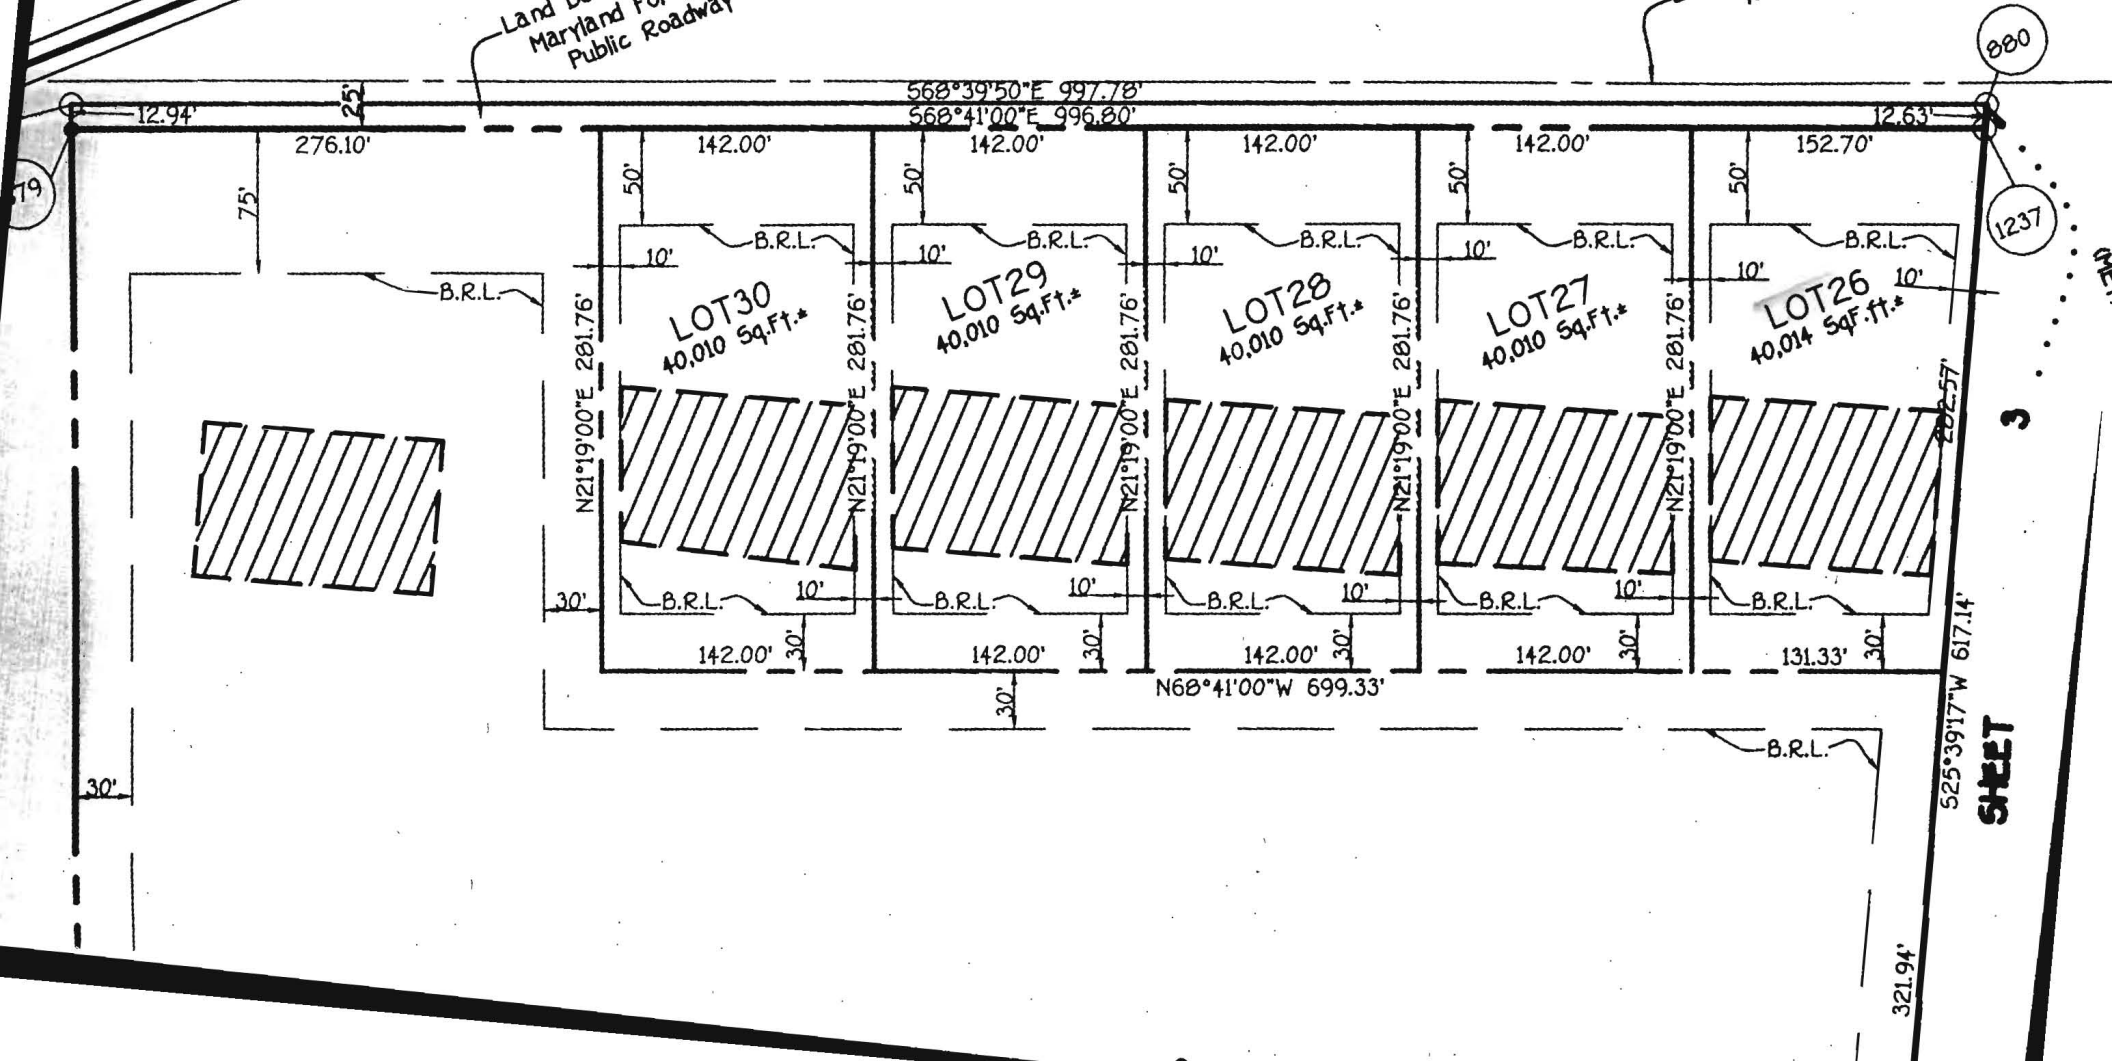 Land
Maryland
Public Roadway
880
S68°39'50"E 997.78'
12.94'
25'
S68°41'00"E 996.80'
12.63'
276.10'
142.00'
142.00'
142.00'
142.00'
152.70'
79
75'
50'
50'
50'
50'
50'
1237
B.R.L.
B.R.L.
B.R.L.
B.R.L.
B.R.L.
10'
10'
10'
10'
10'
10'
B.R.L.
LOT30
40,010 Sq.Ft.±
LOT29
40,010 Sq.Ft.±
LOT28
40,010 Sq.Ft.±
LOT27
40,010 Sq.Ft.±
LOT26
40,014 SqF.ft.±
N21°19'00"E 281.76'
N21°19'00"E 281.76'
N21°19'00"E 281.76'
N21°19'00"E 281.76'
N21°19'00"E 281.76'
282.57'
30'
B.R.L.
10'
B.R.L.
10'
B.R.L.
10'
B.R.L.
10'
B.R.L.
142.00'
30'
142.00'
30'
142.00'
30'
142.00'
30'
131.33'
30'
N68°41'00"W 699.33'
30'
B.R.L.
30'
S25°39'17"W 617.14'
SHEET 3
321.94'